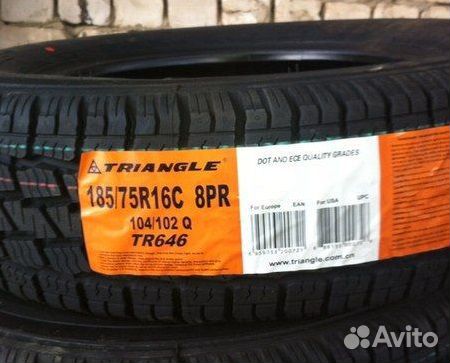 TRIANGLE
185/75R16C 8PR
104/102 Q
TR646
DOT AND ECE QUALITY GRADES
For Europe EAN For USA UPC
www.triangle.com.cn
Avito